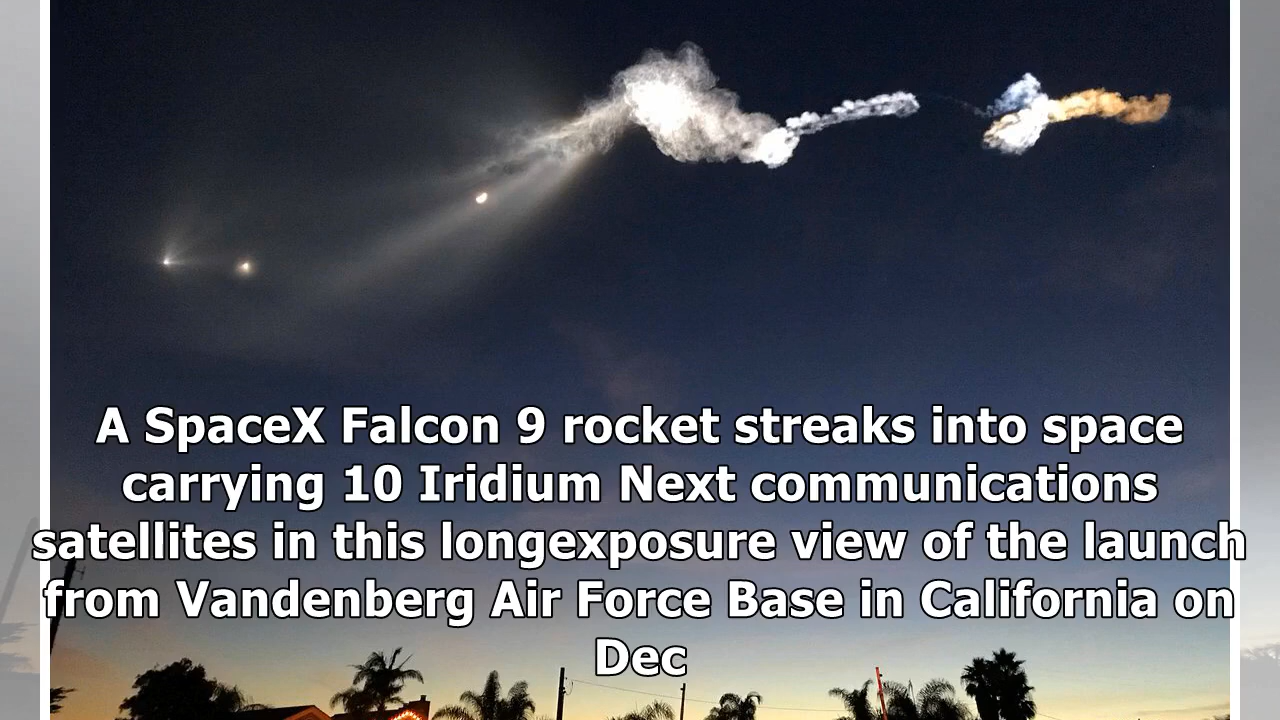 A SpaceX Falcon 9 rocket streaks into space
carrying 10 Iridium Next communications
satellites in this longexposure view of the launch
from Vandenberg Air Force Base in California on
Dec